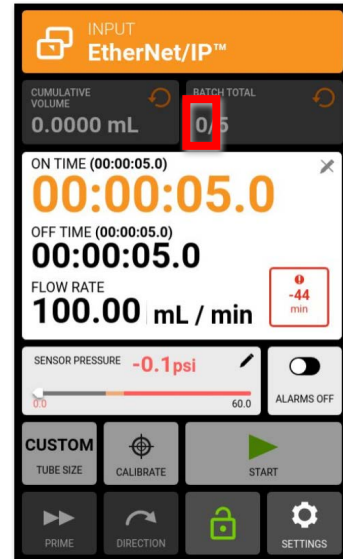 INPUT
EtherNet/IP™
CUMULATIVE
VOLUME
0.0000 mL
BATCH TOTAL
0/5
ON TIME (00:00:05.0)
00:00:05.0
OFF TIME (00:00:05.0)
00:00:05.0
FLOW RATE
100.00 mL / min
-44
min
SENSOR PRESSURE -0.1psi
0.0 60.0
ALARMS OFF
CUSTOM
TUBE SIZE
CALIBRATE
START
PRIME
DIRECTION
SETTINGS